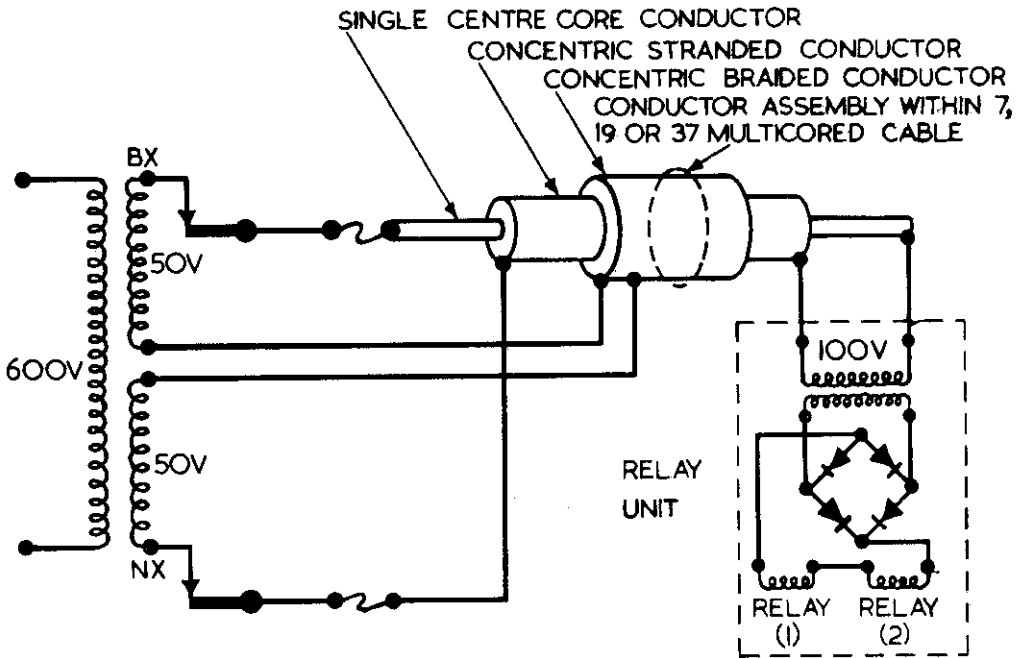 SINGLE CENTRE CORE CONDUCTOR
CONCENTRIC STRANDED CONDUCTOR
CONCENTRIC BRAIDED CONDUCTOR
CONDUCTOR ASSEMBLY WITHIN 7,
19 OR 37 MULTICORED CABLE
BX
50V
600V
50V
NX
100V
RELAY
UNIT
RELAY
(1)
RELAY
(2)